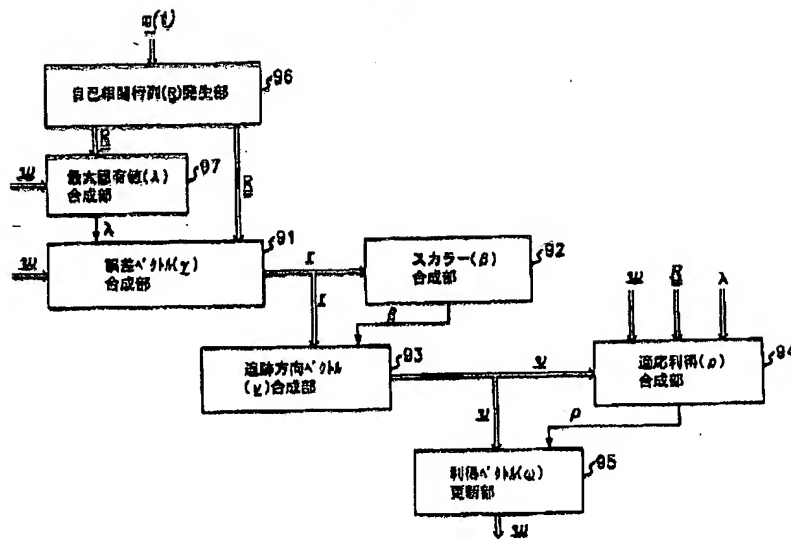 自己相関行列(R)発生部
96
R
w
最大固有値(λ)
合成部
97
R
λ
w
誤差ベクトル(γ)
合成部
91
r
r
スカラー(β)
合成部
92
β
w
R
λ
追跡方向ベクトル
(v)合成部
93
v
v
適応利得(ρ)
合成部
94
ρ
利得ベクトル(ω)
更新部
95
w